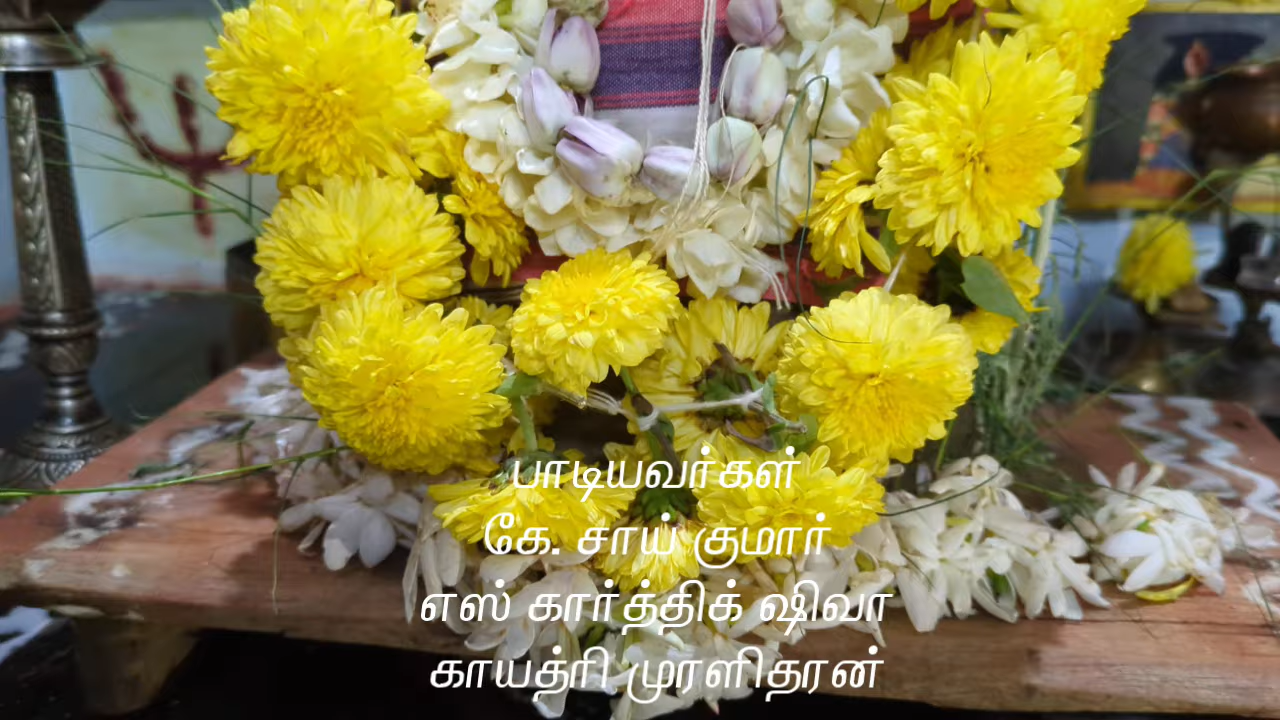 பாடியவர்கள்
கே. சாய் குமார்
எஸ் கார்த்திக் ஷிவா
காயத்ரி முரளிதரன்